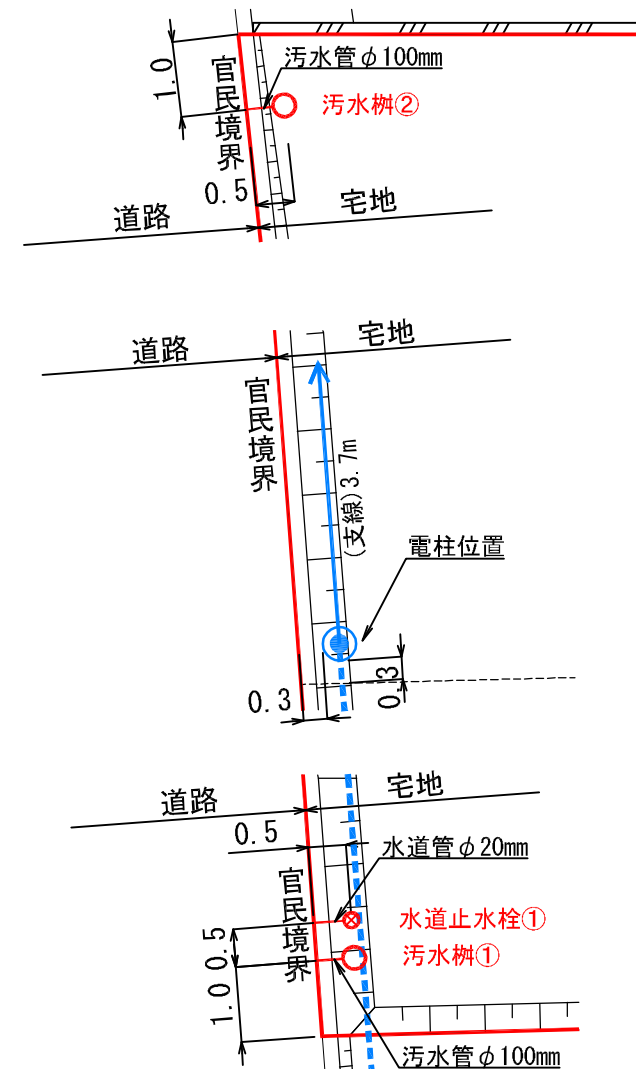 汚水管φ100mm
1.0
官民境界
汚水桝②
0.5
道路
宅地
道路
宅地
官民境界
(支線)3.7m
電柱位置
0.3
0.3
道路
宅地
0.5
水道管φ20mm
官民境界
水道止水栓①
0.5
汚水桝①
1.0
汚水管φ100mm